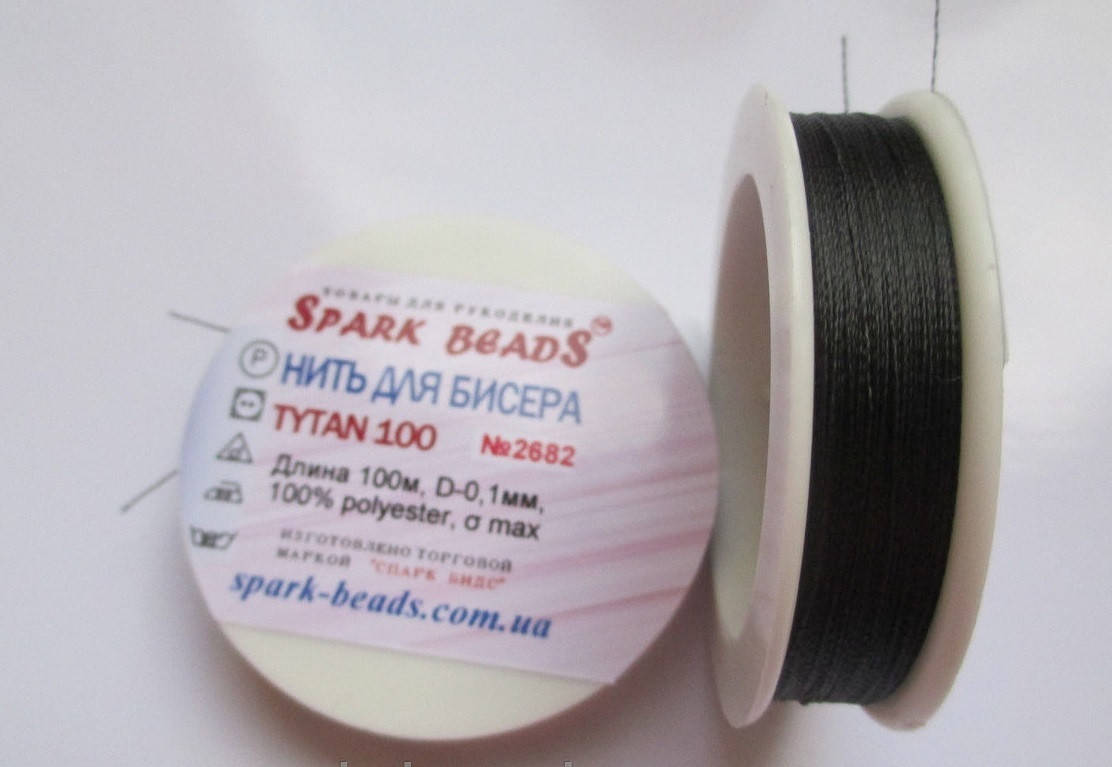 ТОВАРЫ ДЛЯ РУКОДЕЛИЯ
SPARK BEADS
P
НИТЬ ДЛЯ БИСЕРА
TYTAN 100 №2682
Длина 100м, D-0,1мм,
100% polyester, σ max
ИЗГОТОВЛЕНО ТОРГОВОЙ
МАРКОЙ "СПАРК БИДС"
spark-beads.com.ua